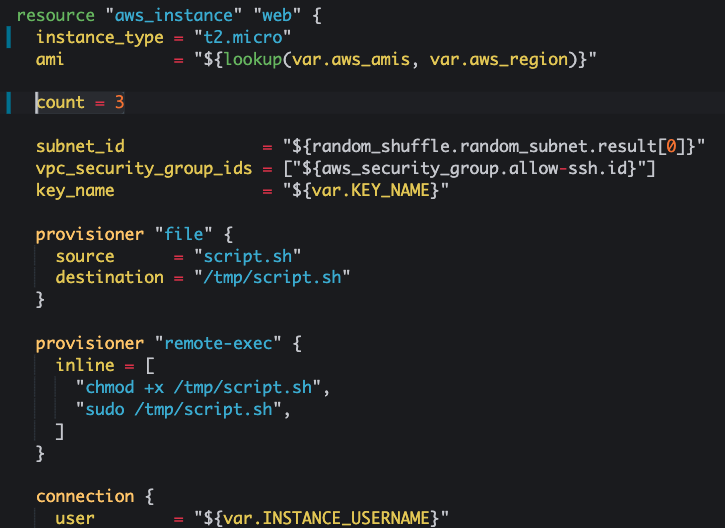 resource "aws_instance" "web" {
  instance_type = "t2.micro"
  ami           = "${lookup(var.aws_amis, var.aws_region)}"

  count = 3

  subnet_id              = "${random_shuffle.random_subnet.result[0]}"
  vpc_security_group_ids = ["${aws_security_group.allow-ssh.id}"]
  key_name               = "${var.KEY_NAME}"

  provisioner "file" {
    source      = "script.sh"
    destination = "/tmp/script.sh"
  }

  provisioner "remote-exec" {
    inline = [
      "chmod +x /tmp/script.sh",
      "sudo /tmp/script.sh",
    ]
  }

  connection {
    user        = "${var.INSTANCE_USERNAME}"